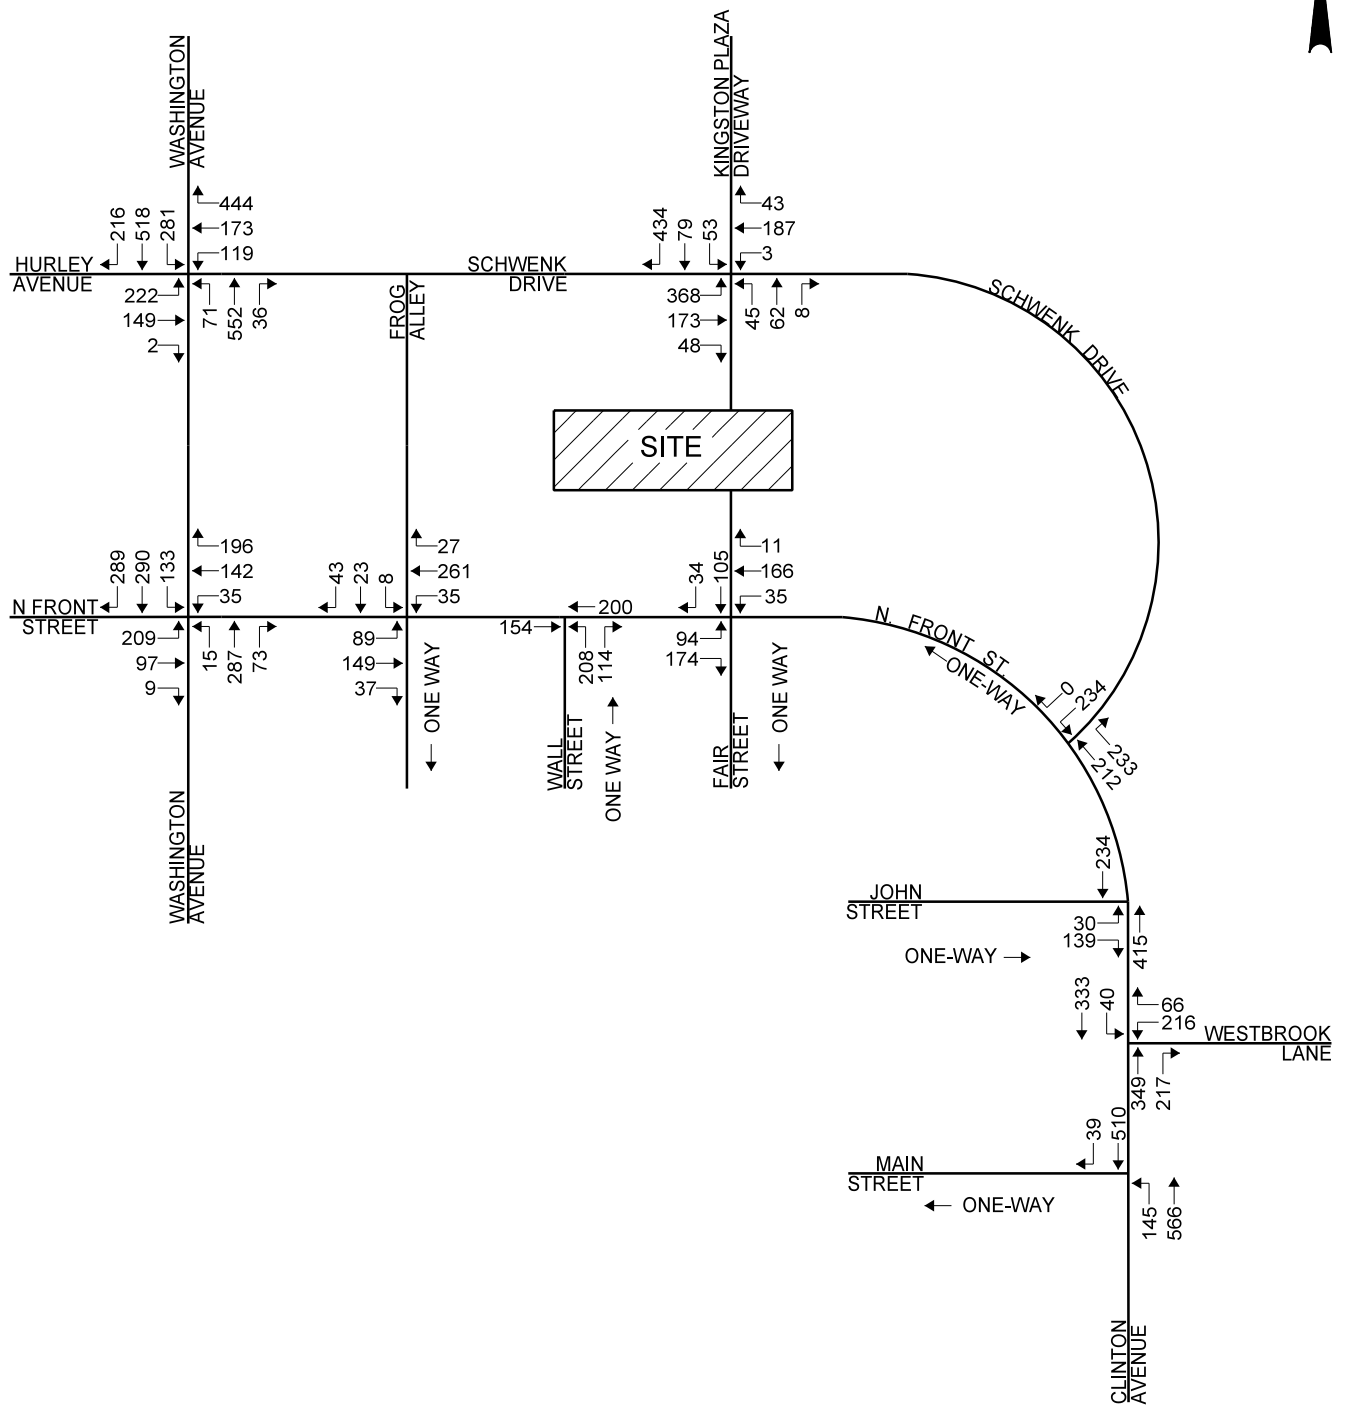 WASHINGTON
AVENUE
KINGSTON PLAZA
DRIVEWAY
216
518
281
444
173
119
434
79
53
43
187
3
HURLEY
AVENUE
SCHWENK
DRIVE
222
149
2
71
552
36
FROG
ALLEY
368
173
48
45
62
8
SCHWENK DRIVE
SITE
289
290
133
196
142
35
43
23
8
27
261
35
34
105
11
166
35
N FRONT
STREET
209
97
9
15
287
73
89
149
37
ONE WAY
200
154
208
114
WALL
STREET
ONE WAY
94
174
FAIR
STREET
ONE WAY
N. FRONT ST.
ONE-WAY
0
234
233
212
WASHINGTON
AVENUE
234
JOHN
STREET
30
139
415
ONE-WAY
333
40
66
216
WESTBROOK
LANE
349
217
39
510
MAIN
STREET
ONE-WAY
145
566
CLINTON
AVENUE